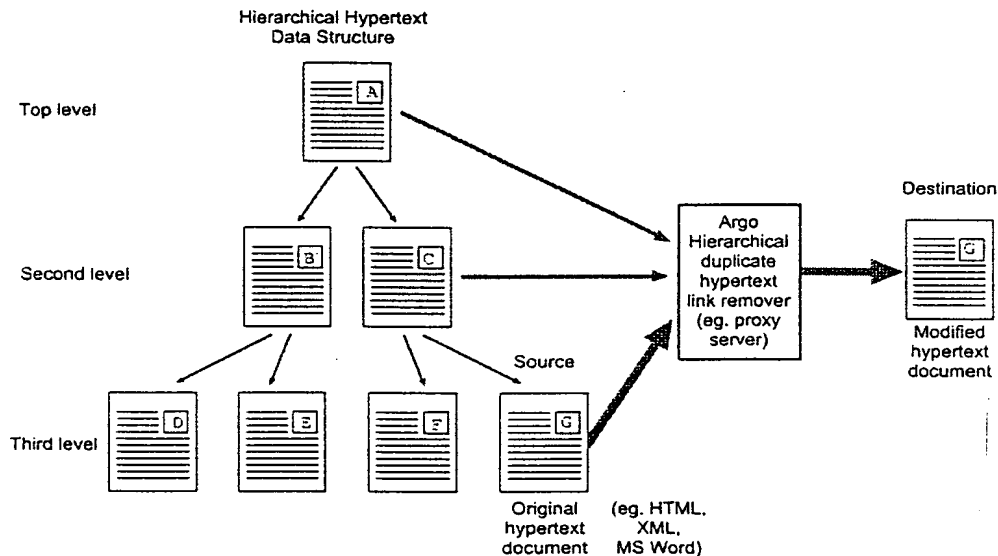 Hierarchical Hypertext
Data Structure
Top level
A
Second level
B
C
Third level
D
E
F
Source
G
Original
hypertext
document
(eg. HTML,
XML,
MS Word)
Argo
Hierarchical
duplicate
hypertext
link remover
(eg. proxy
server)
Destination
G
Modified
hypertext
document